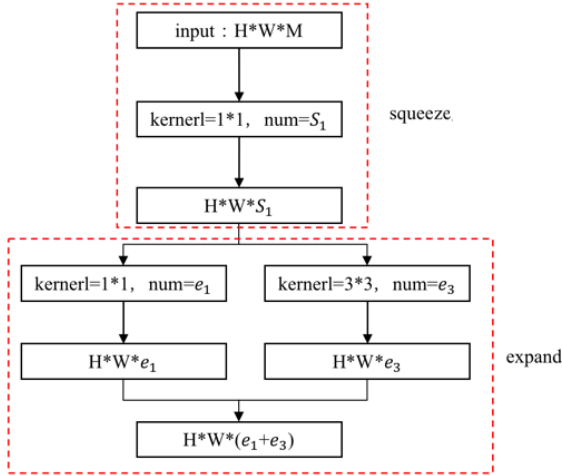 input：H*W*M
kernerl=1*1，num=S₁
squeeze
H*W*S₁
kernerl=1*1，num=e₁
kernerl=3*3，num=e₃
H*W*e₁
H*W*e₃
expand
H*W*(e₁+e₃)